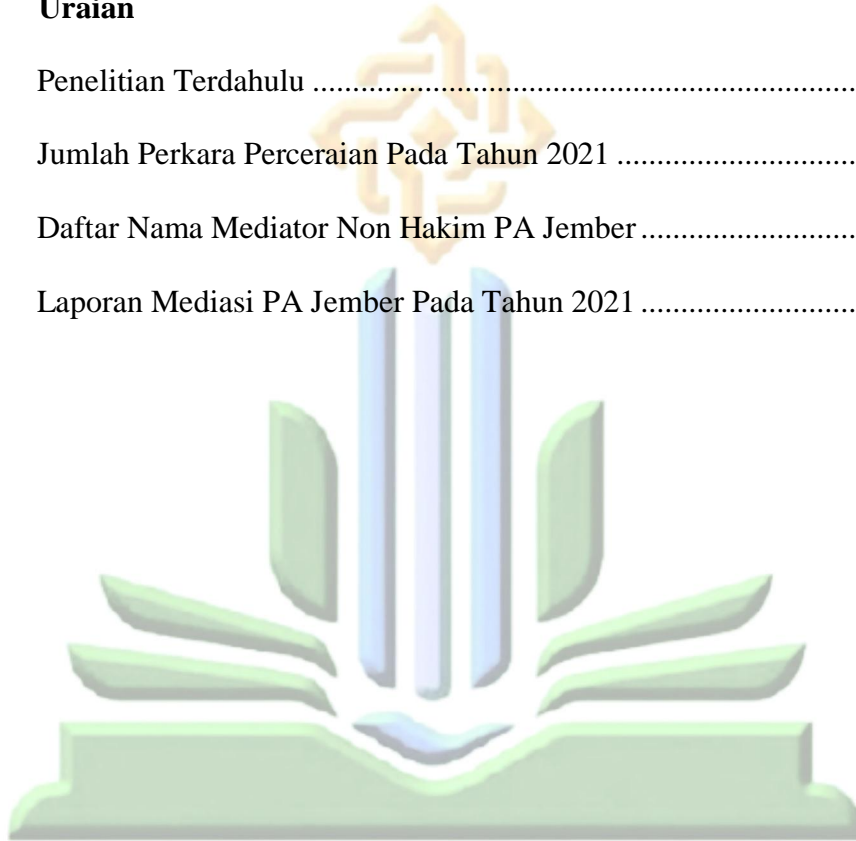 Uraian
Penelitian Terdahulu ....................................................................
Jumlah Perkara Perceraian Pada Tahun 2021 ..............................
Daftar Nama Mediator Non Hakim PA Jember ...........................
Laporan Mediasi PA Jember Pada Tahun 2021 ...........................